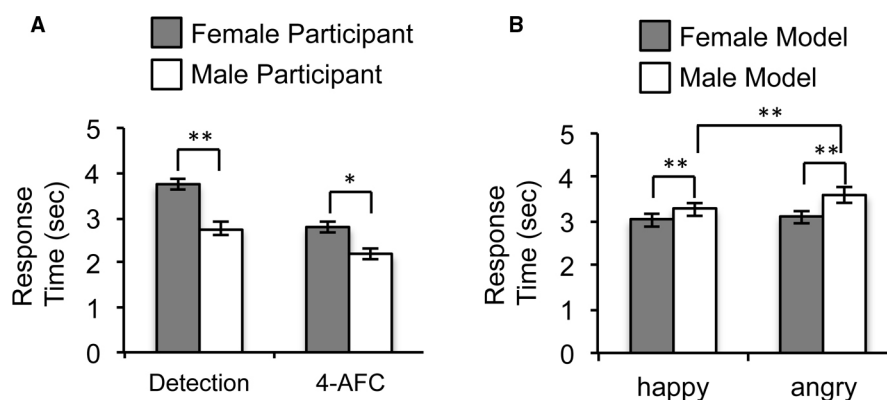 A
Female Participant
Male Participant
Response
Time (sec)
5
4
3
2
1
0
**
*
Detection
4-AFC
B
Female Model
Male Model
Response
Time (sec)
5
4
3
2
1
0
**
**
**
happy
angry